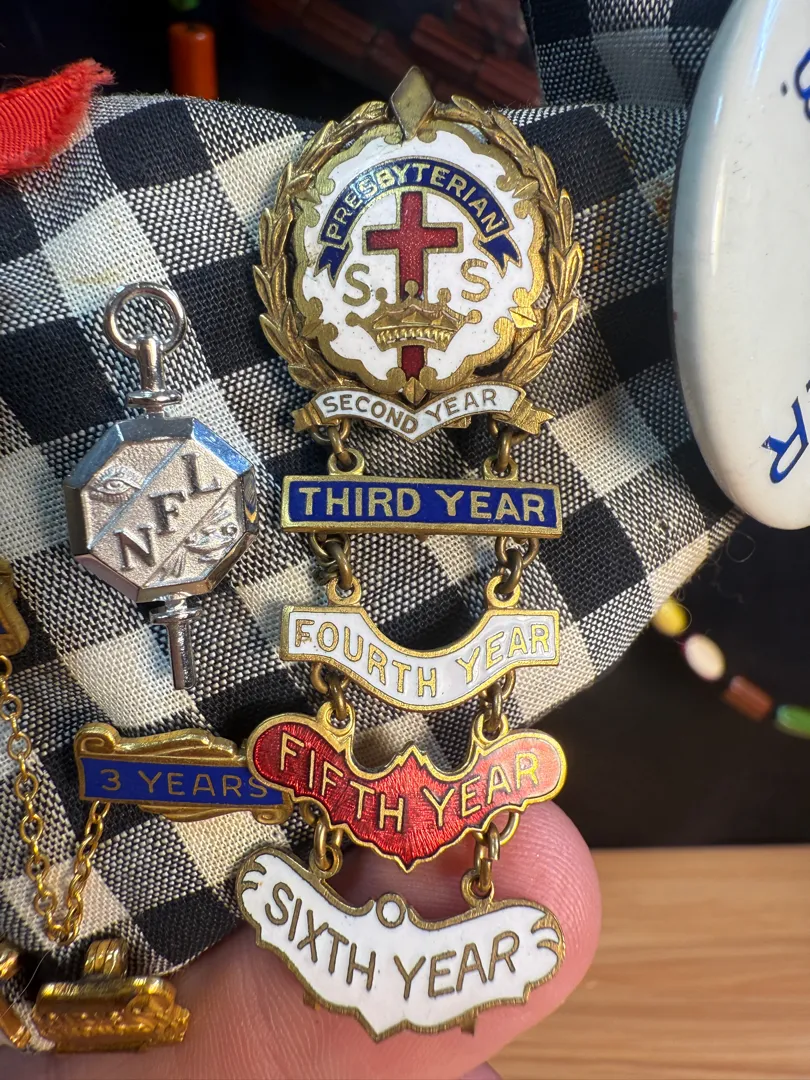 PRESBYTERIAN
S. S
SECOND YEAR
THIRD YEAR
FOURTH YEAR
FIFTH YEAR
SIXTH YEAR
NFL
3 YEARS